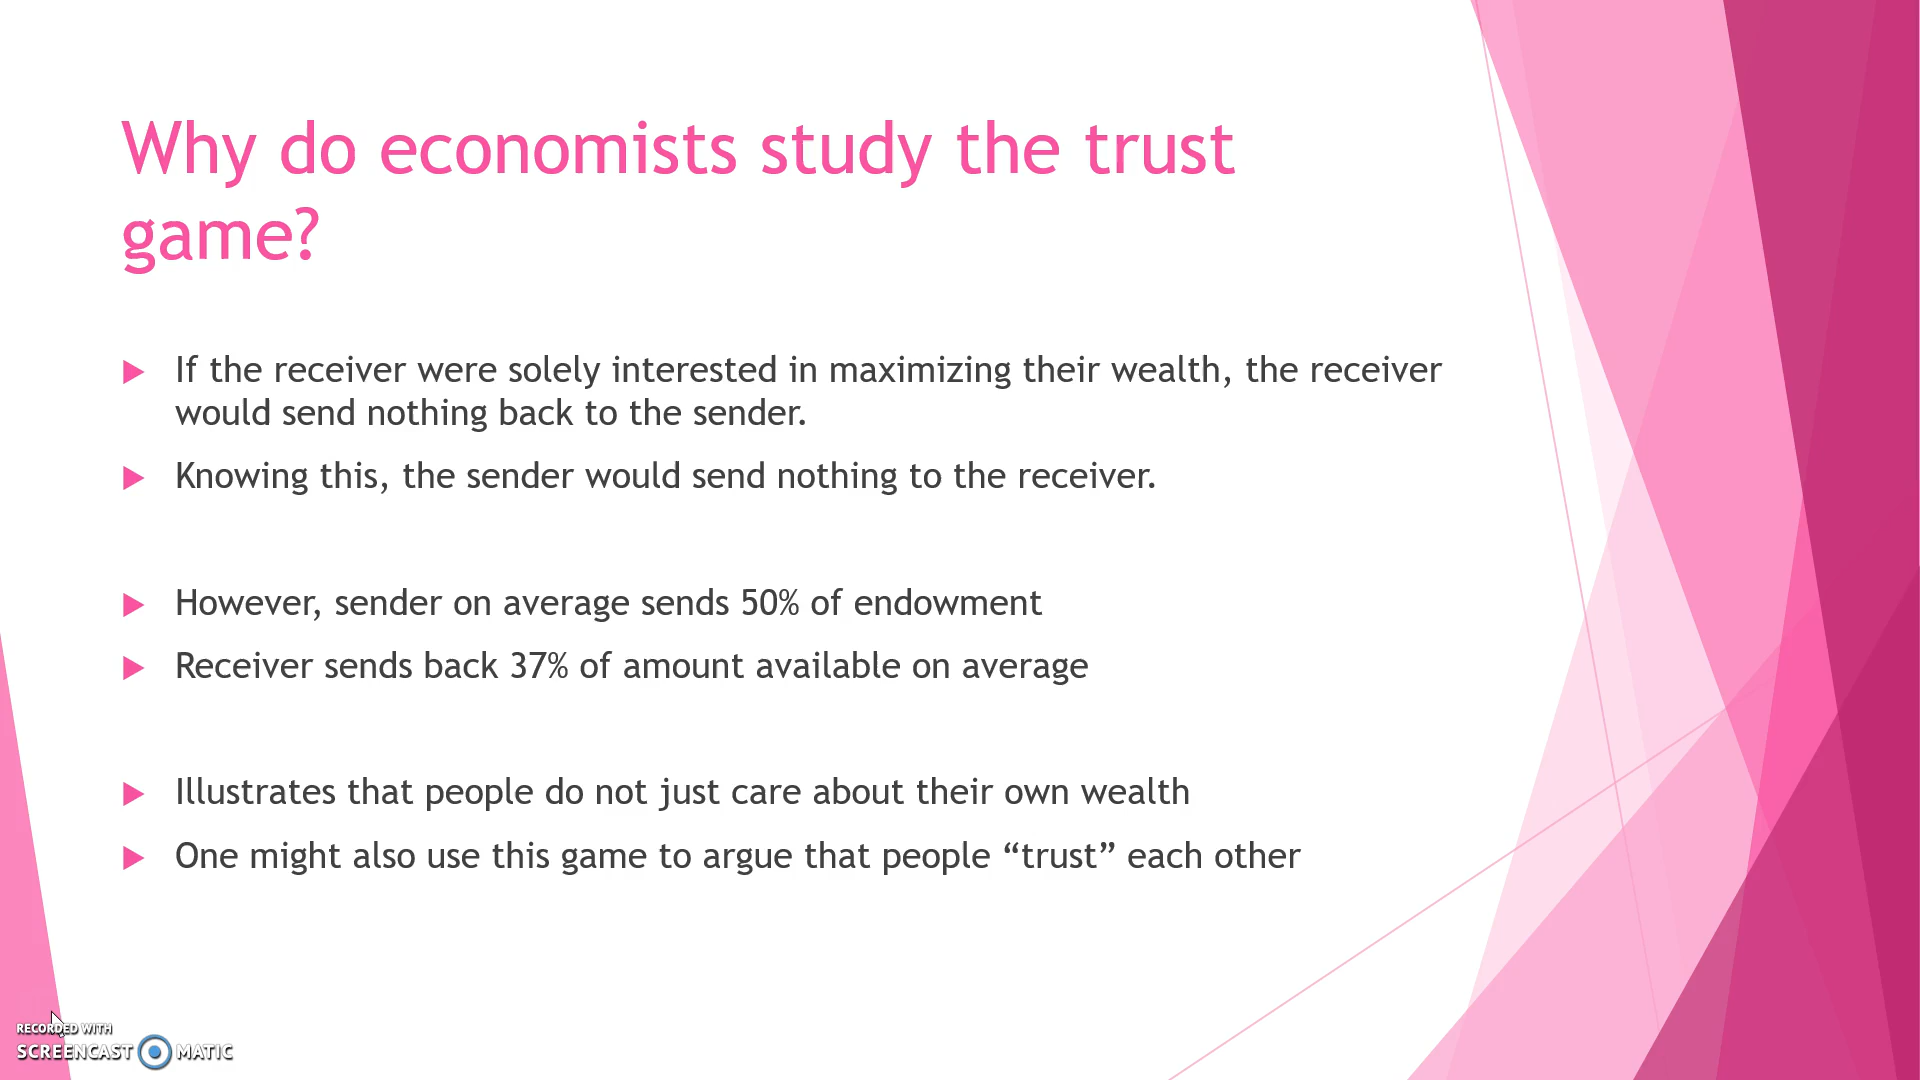 Why do economists study the trust
game?
If the receiver were solely interested in maximizing their wealth, the receiver
would send nothing back to the sender.
Knowing this, the sender would send nothing to the receiver.
However, sender on average sends 50% of endowment
Receiver sends back 37% of amount available on average
Illustrates that people do not just care about their own wealth
One might also use this game to argue that people “trust” each other
RECORDED WITH
SCREENCAST MATIC